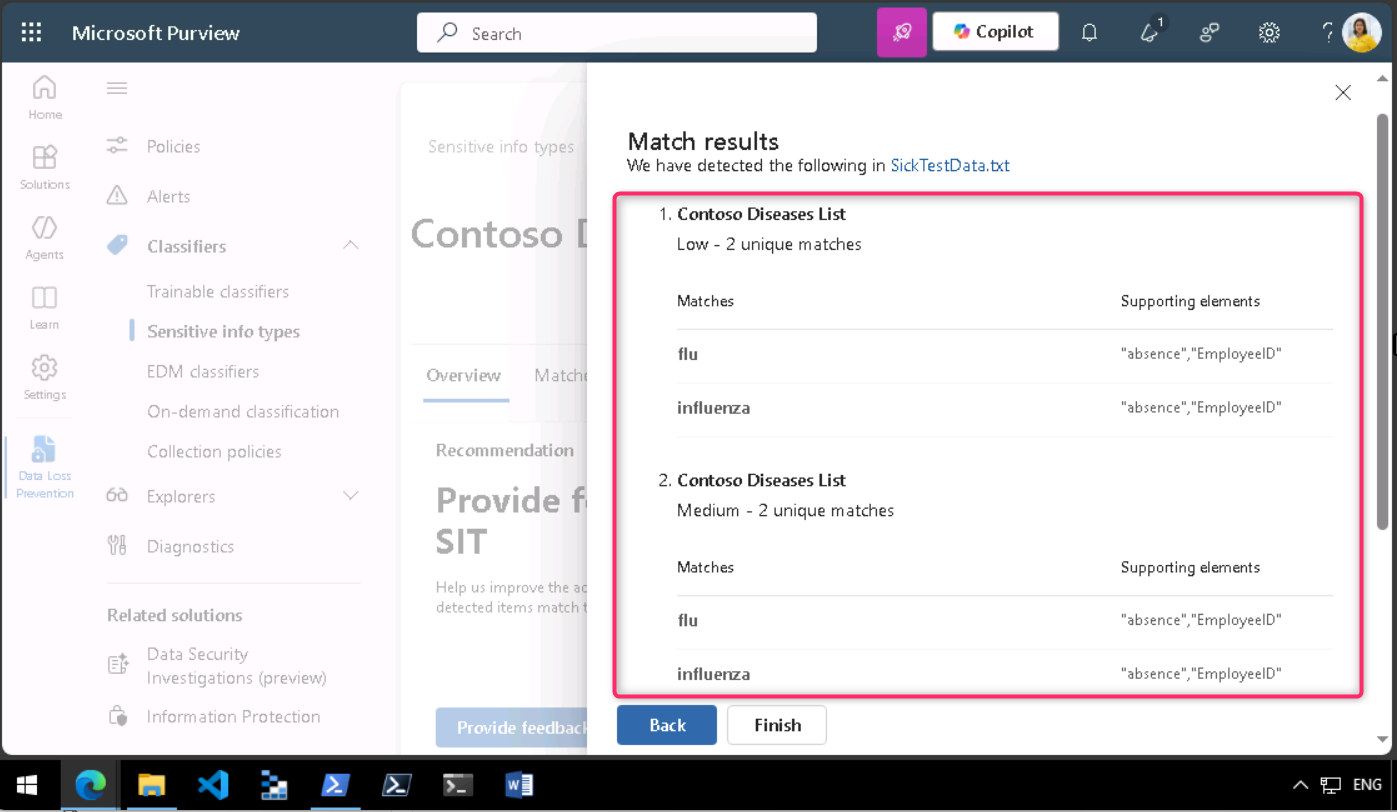 Microsoft Purview
Search
Copilot
1
?
Home
Solutions
Agents
Learn
Settings
Data Loss
Prevention
Policies
Alerts
Classifiers
Trainable classifiers
Sensitive info types
EDM classifiers
On-demand classification
Collection policies
Explorers
Diagnostics
Related solutions
Data Security
Investigations (preview)
Information Protection
Sensitive info types
Contoso D
Overview
Matche
Recommendation
Provide f
SIT
Help us improve the ac
detected items match t
Provide feedback
Match results
We have detected the following in SickTestData.txt
1. Contoso Diseases List
Low - 2 unique matches
Matches Supporting elements
flu "absence","EmployeeID"
influenza "absence","EmployeeID"
2. Contoso Diseases List
Medium - 2 unique matches
Matches Supporting elements
flu "absence","EmployeeID"
influenza "absence","EmployeeID"
Back
Finish
ENG